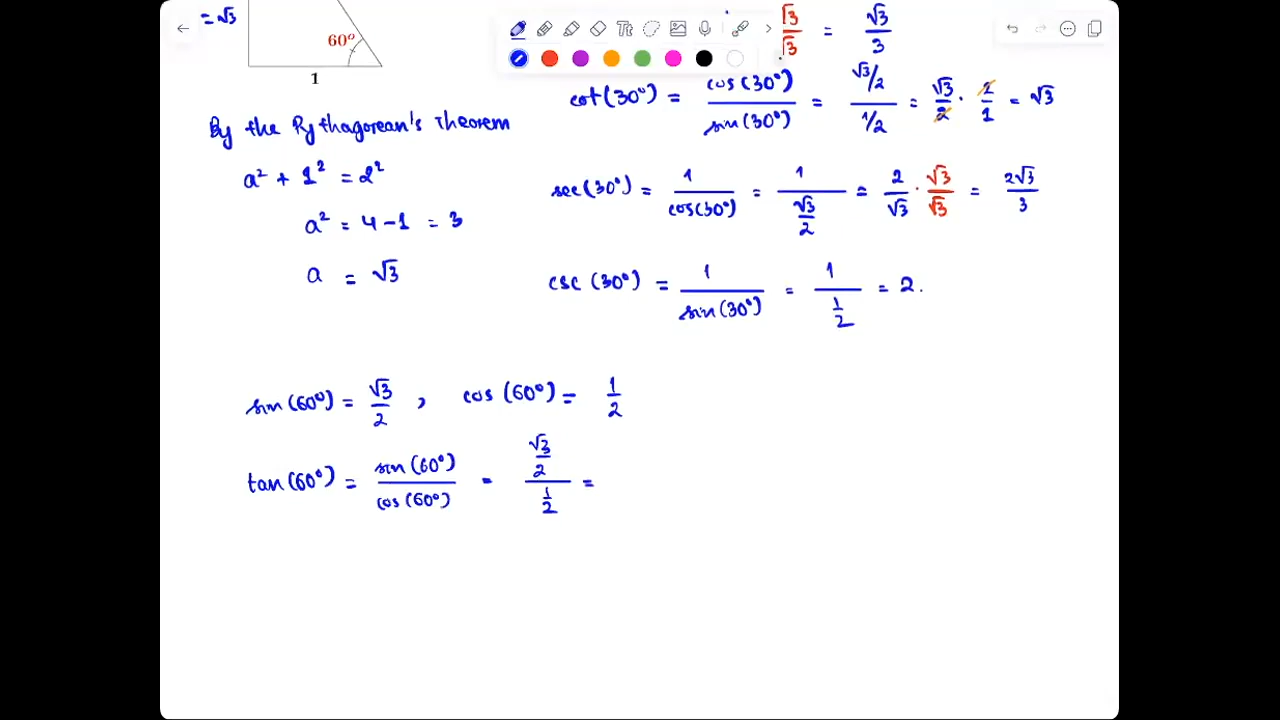 = √3
60°
1
√3/√3 = √3/3
cot(30°) = cos(30°)/sin(30°) = (√3/2)/(1/2) = √3/2 · 2/1 = √3
By the Pythagorean's Theorem
a² + 1² = 2²
a² = 4 - 1 = 3
a = √3
sec(30°) = 1/cos(30°) = 1/(√3/2) = 2/√3 · √3/√3 = 2√3/3
csc(30°) = 1/sin(30°) = 1/(1/2) = 2.
sin(60°) = √3/2 , cos(60°) = 1/2
tan(60°) = sin(60°)/cos(60°) = (√3/2)/(1/2) =